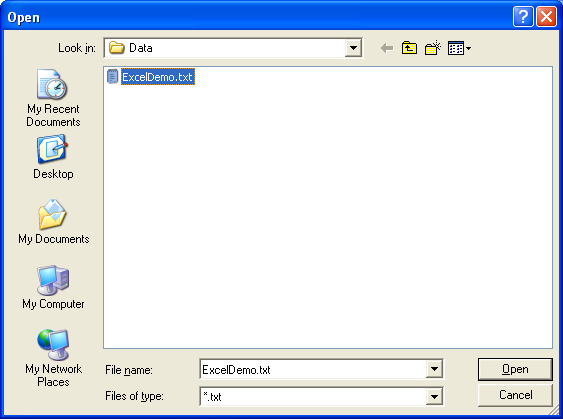 Open
Look in: Data
ExcelDemo.txt
My Recent
Documents
Desktop
My Documents
My Computer
My Network
Places
File name: ExcelDemo.txt Open
Files of type: *.txt Cancel